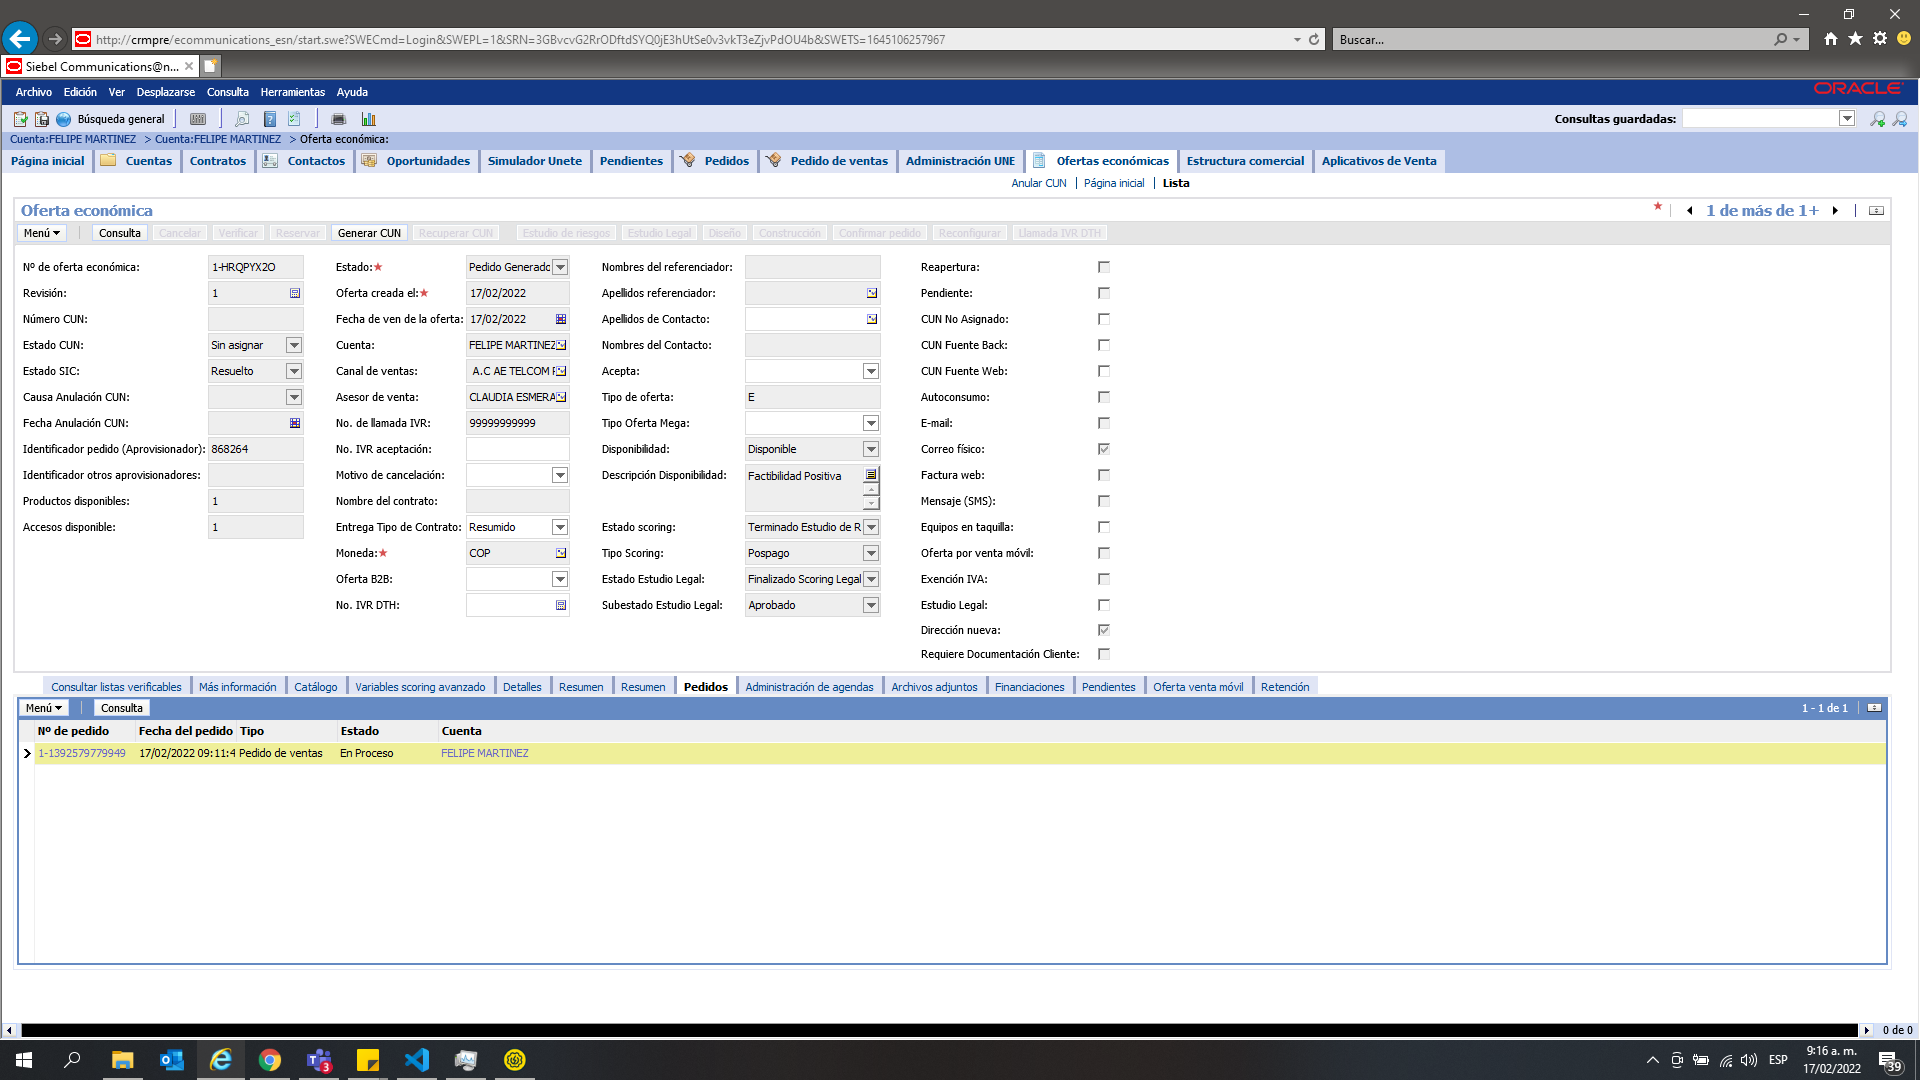 http://crmpre/ecommunications_esn/start.swe?SWECmd=Login&SWEPL=1&SRN=3GBvcvG2RrODftdSYQ0jE3hUtSe0v3vkT3eZjvPdOU4b&SWETS=1645106257967
Buscar...
Siebel Communications@n...
Archivo Edición Ver Desplazarse Consulta Herramientas Ayuda
ORACLE
Búsqueda general
Consultas guardadas:
Cuenta:FELIPE MARTINEZ > Cuenta:FELIPE MARTINEZ > Oferta económica:
Página inicial Cuentas Contratos Contactos Oportunidades Simulador Unete Pendientes Pedidos Pedido de ventas Administración UNE Ofertas económicas Estructura comercial Aplicativos de Venta
Anular CUN | Página inicial | Lista
Oferta económica
1 de más de 1+
Menú Consulta Cancelar Verificar Reservar Generar CUN Recuperar CUN Estudio de riesgos Estudio Legal Diseño Construcción Confirmar pedido Reconfigurar Llamada IVR DTH
Nº de oferta económica: 1-HRQPYX2O Estado:★ Pedido Generado Nombres del referenciador: Reapertura:
Revisión: 1 Oferta creada el:★ 17/02/2022 Apellidos referenciador: Pendiente:
Número CUN: Fecha de ven de la oferta: 17/02/2022 Apellidos de Contacto: CUN No Asignado:
Estado CUN: Sin asignar Cuenta: FELIPE MARTINEZ Nombres del Contacto: CUN Fuente Back:
Estado SIC: Resuelto Canal de ventas: A.C AE TELCOM Acepta: CUN Fuente Web:
Causa Anulación CUN: Asesor de venta: CLAUDIA ESMERA Tipo de oferta: E Autoconsumo:
Fecha Anulación CUN: No. de llamada IVR: 99999999999 Tipo Oferta Mega: E-mail:
Identificador pedido (Aprovisionador): 868264 No. IVR aceptación: Disponibilidad: Disponible Correo físico:
Identificador otros aprovisionadores: Motivo de cancelación: Descripción Disponibilidad: Factibilidad Positiva Factura web:
Productos disponibles: 1 Nombre del contrato: Mensaje (SMS):
Accesos disponible: 1 Entrega Tipo de Contrato: Resumido Estado scoring: Terminado Estudio de R Equipos en taquilla:
Moneda:★ COP Tipo Scoring: Pospago Oferta por venta móvil:
Oferta B2B: Estado Estudio Legal: Finalizado Scoring Legal Exención IVA:
No. IVR DTH: Subestado Estudio Legal: Aprobado Estudio Legal:
Dirección nueva:
Requiere Documentación Cliente:
Consultar listas verificables Más información Catálogo Variables scoring avanzado Detalles Resumen Resumen Pedidos Administración de agendas Archivos adjuntos Financiaciones Pendientes Oferta venta móvil Retención
Menú Consulta 1 - 1 de 1
Nº de pedido Fecha del pedido Tipo Estado Cuenta
1-1392579779949 17/02/2022 09:11:4 Pedido de ventas En Proceso FELIPE MARTINEZ
0 de 0
3
ESP
9:16 a. m.
17/02/2022
39